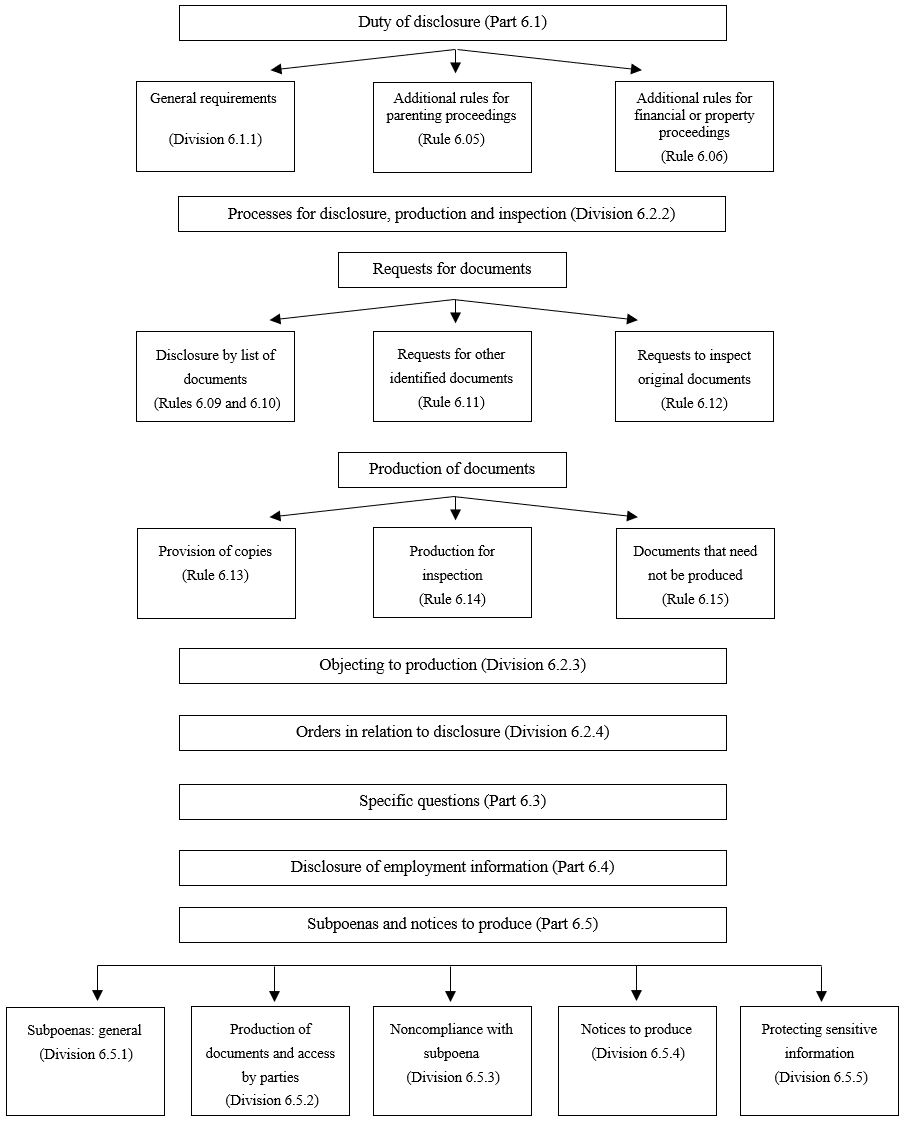 Duty of disclosure (Part 6.1)
General requirements
(Division 6.1.1)
Additional rules for
parenting proceedings
(Rule 6.05)
Additional rules for
financial or property
proceedings
(Rule 6.06)
Processes for disclosure, production and inspection (Division 6.2.2)
Requests for documents
Disclosure by list of
documents
(Rules 6.09 and 6.10)
Requests for other
identified documents
(Rule 6.11)
Requests to inspect
original documents
(Rule 6.12)
Production of documents
Provision of copies
(Rule 6.13)
Production for
inspection
(Rule 6.14)
Documents that need
not be produced
(Rule 6.15)
Objecting to production (Division 6.2.3)
Orders in relation to disclosure (Division 6.2.4)
Specific questions (Part 6.3)
Disclosure of employment information (Part 6.4)
Subpoenas and notices to produce (Part 6.5)
Subpoenas: general
(Division 6.5.1)
Production of
documents and access
by parties
(Division 6.5.2)
Noncompliance with
subpoena
(Division 6.5.3)
Notices to produce
(Division 6.5.4)
Protecting sensitive
information
(Division 6.5.5)